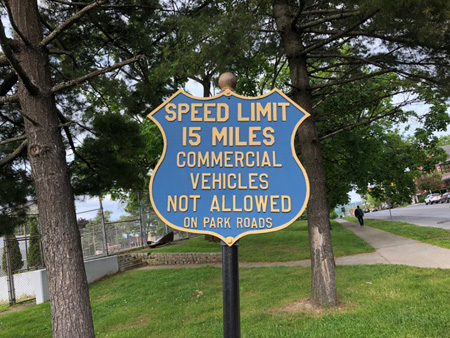 SPEED LIMIT
15 MILES
COMMERCIAL
VEHICLES
NOT ALLOWED
ON PARK ROADS